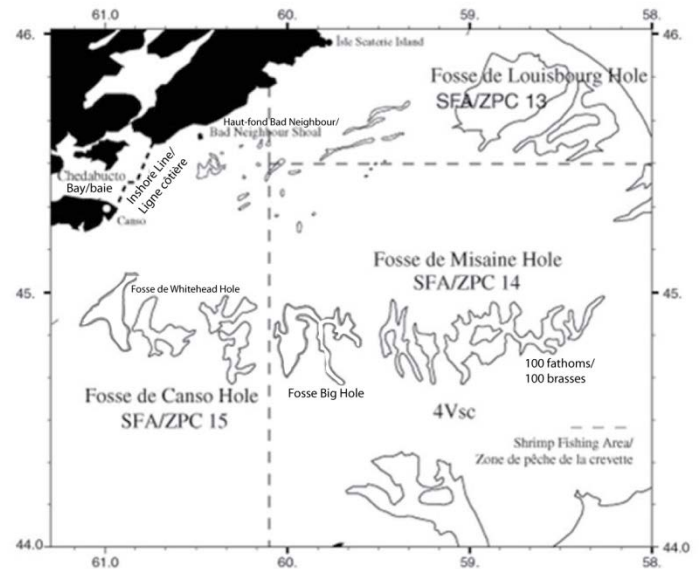 61.0
60.
59.
58.
46.
46.
Isle Scaterie Island
Fosse de Louisbourg Hole
SFA/ZPC 13
Haut-fond Bad Neighbour/
Bad Neighbour Shoal
Chedabucto
Bay/baie
Inshore Line/
Ligne côtière
Canso
Fosse de Misaine Hole
SFA/ZPC 14
45.
45.
Fosse de Whitehead Hole
100 fathoms/
100 brasses
Fosse de Canso Hole
SFA/ZPC 15
Fosse Big Hole
4Vsc
Shrimp Fishing Area/
Zone de pêche de la crevette
44.0
44.0
61.0
60.
59.
58.